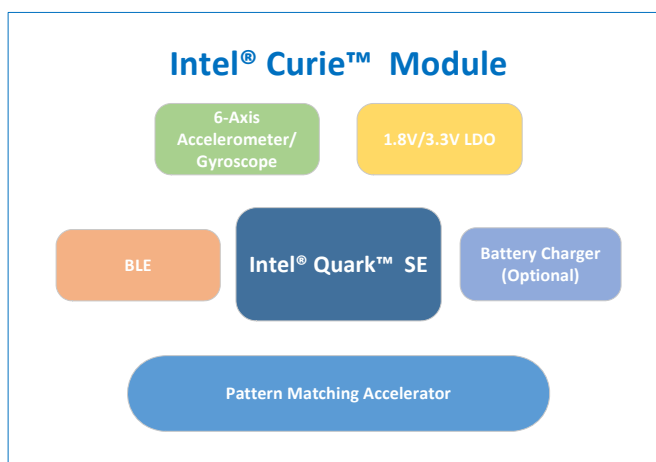 Intel® Curie™ Module
6-Axis
Accelerometer/
Gyroscope
1.8V/3.3V LDO
BLE
Intel® Quark™ SE
Battery Charger
(Optional)
Pattern Matching Accelerator